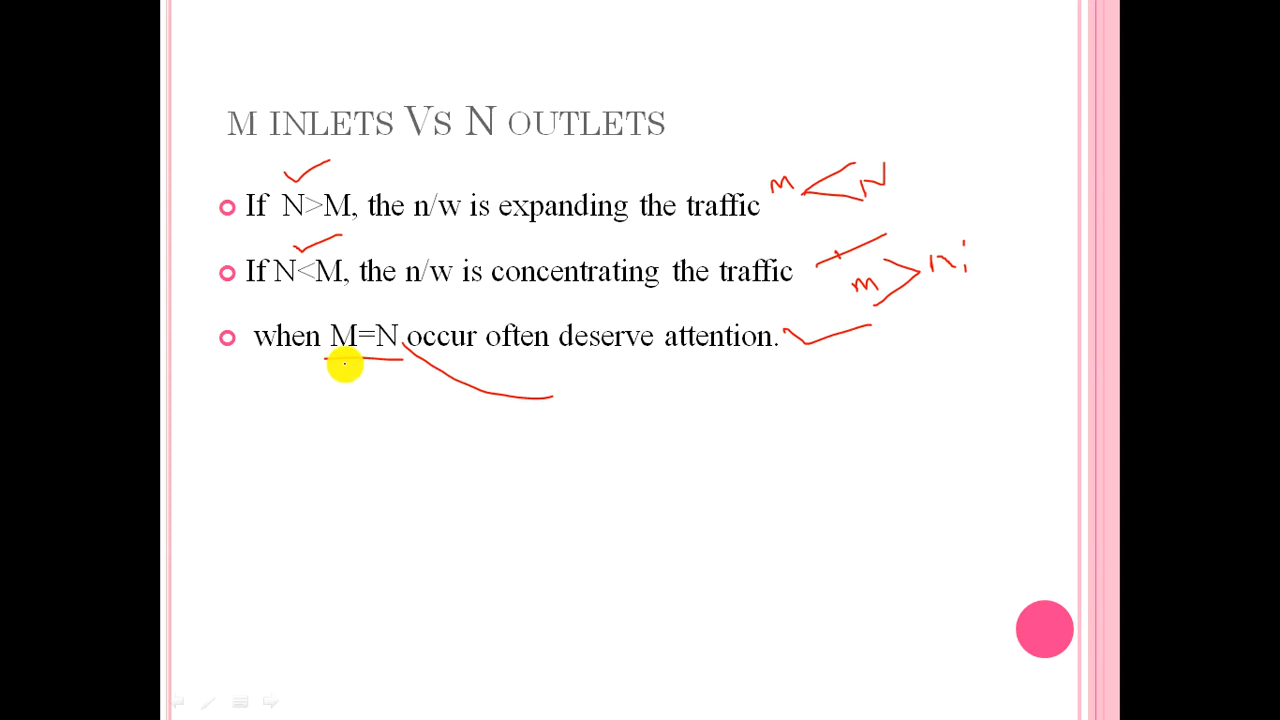 M INLETS VS N OUTLETS
If N>M, the n/w is expanding the traffic m < N
If N<M, the n/w is concentrating the traffic
m > n
when M=N occur often deserve attention.